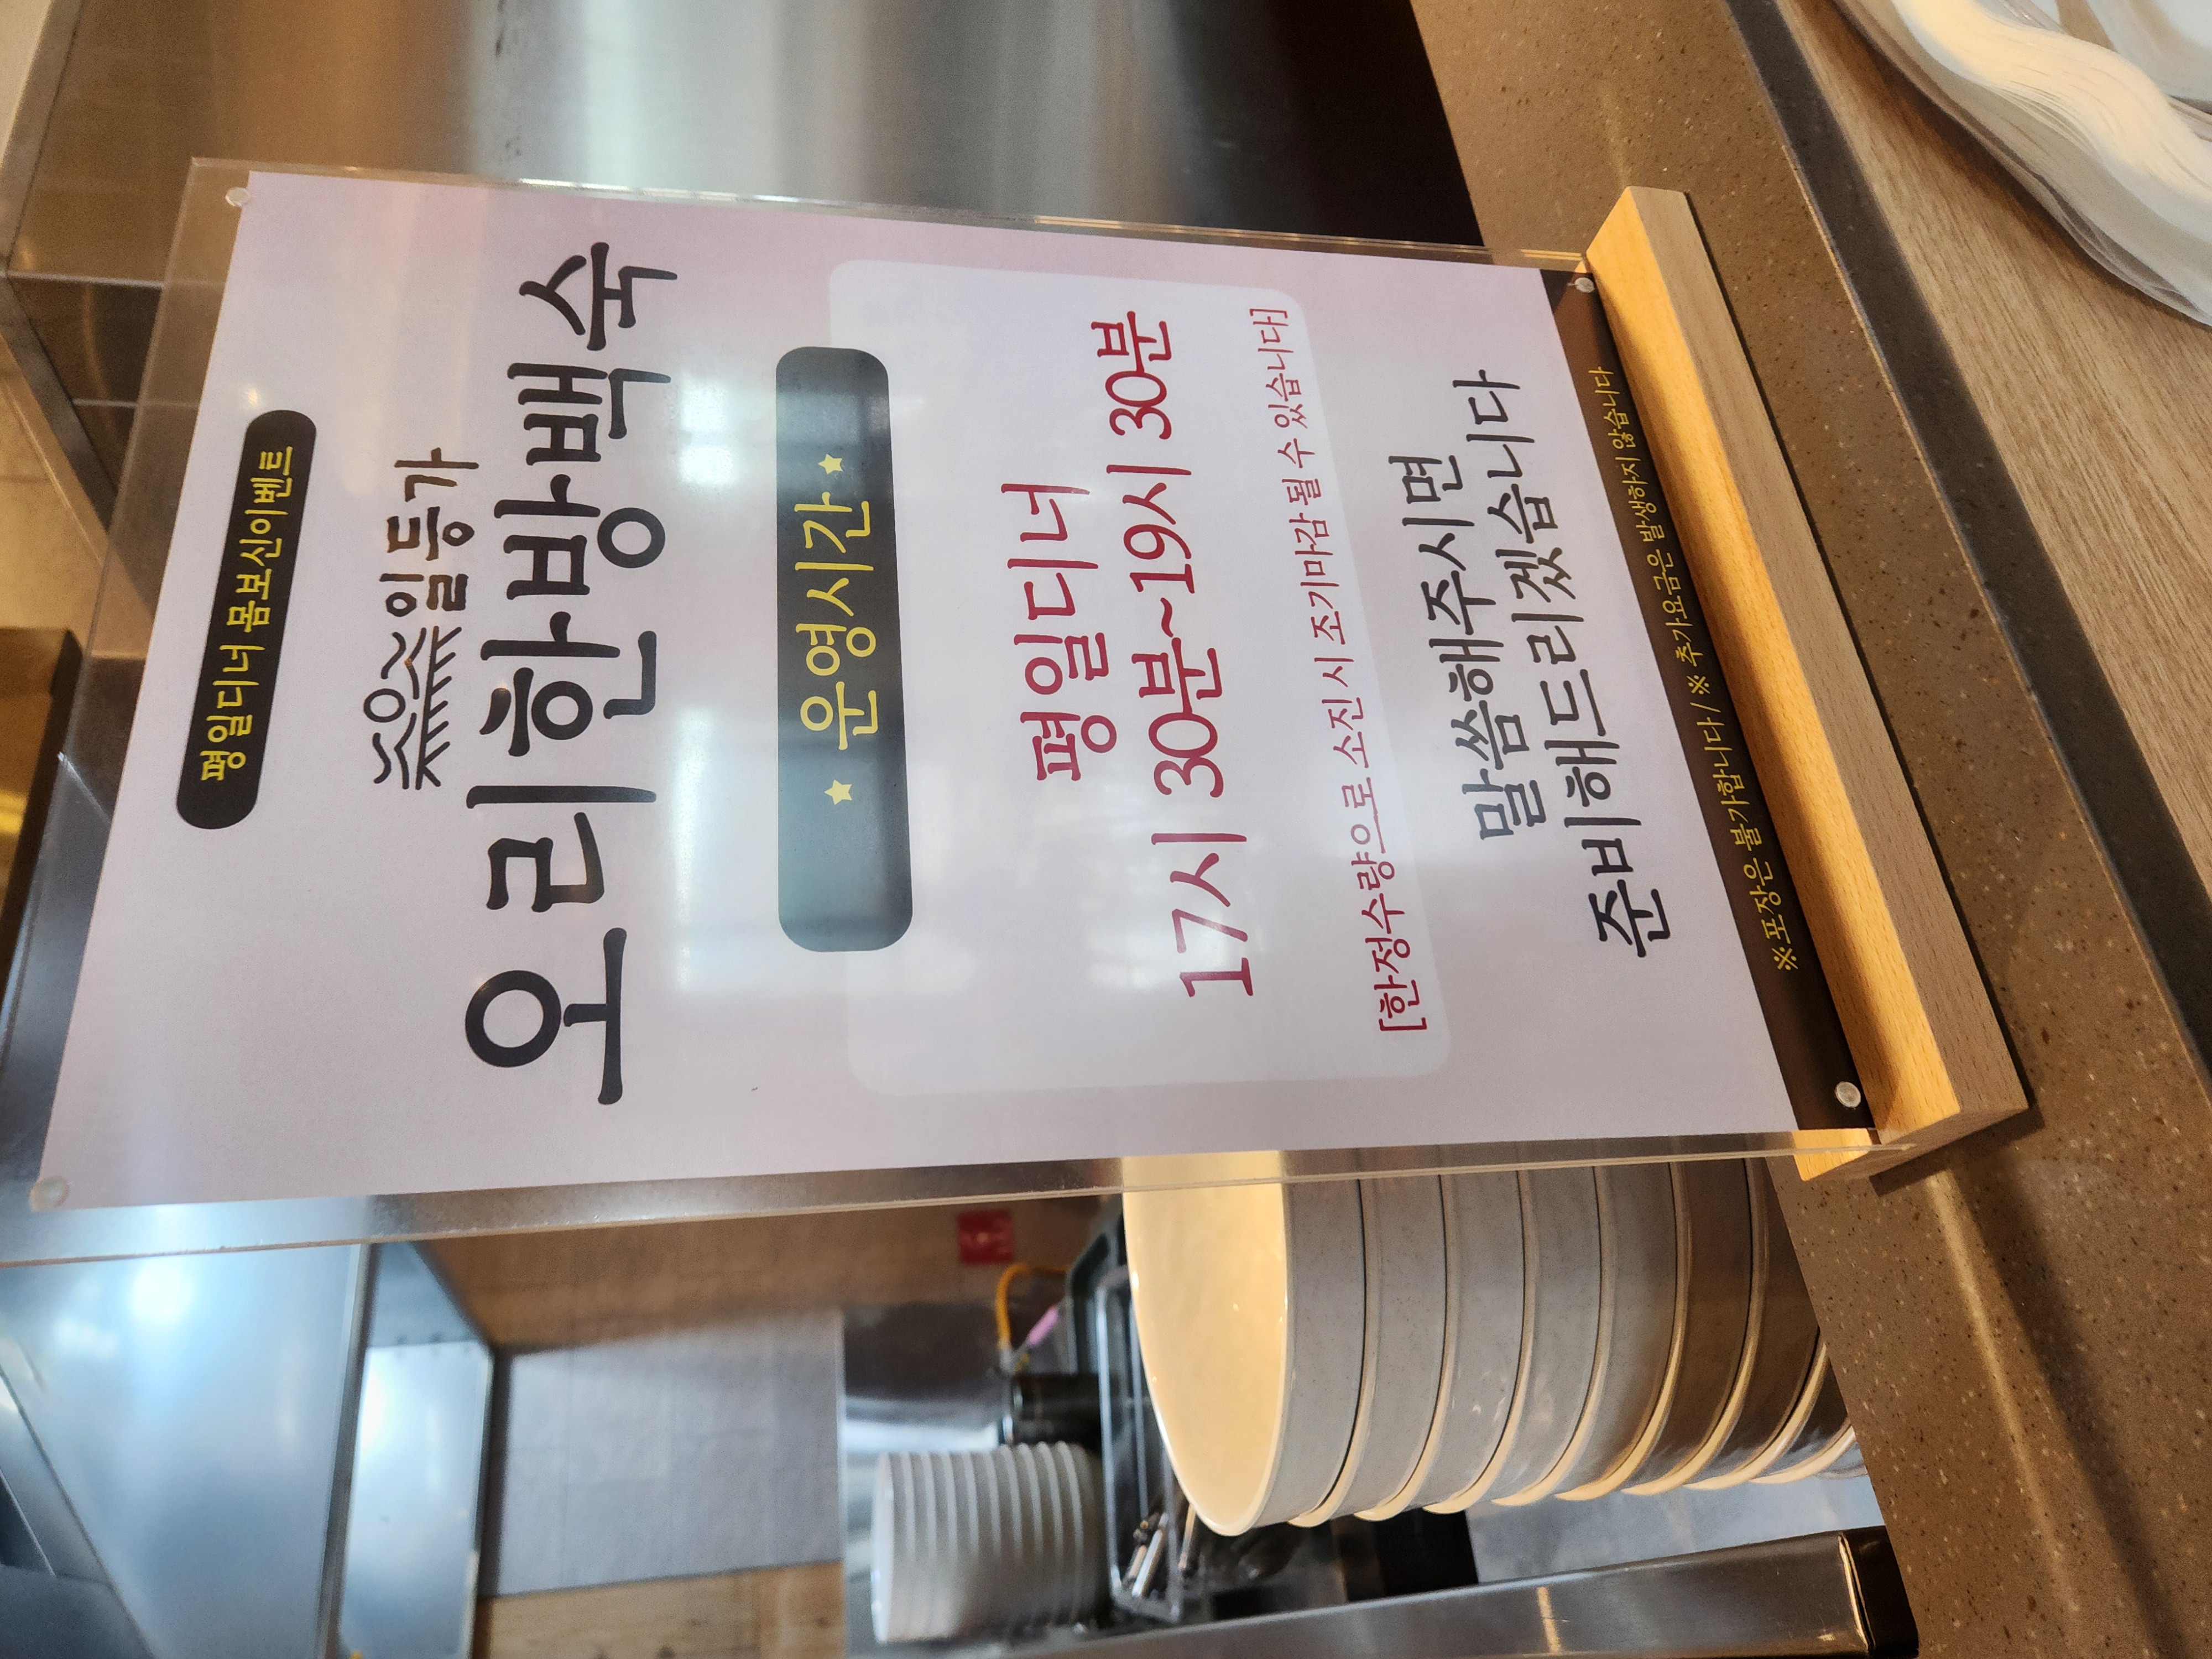 평일디너 몸보신이벤트
일등가
오리한방백숙
★ 운영시간 ★
평일디너
17시 30분~19시 30분
[한정수량으로 소진시 조기마감 될 수 있습니다]
말씀해주시면
준비해드리겠습니다
※포장은 불가합니다 / ※ 추가요금은 발생하지 않습니다